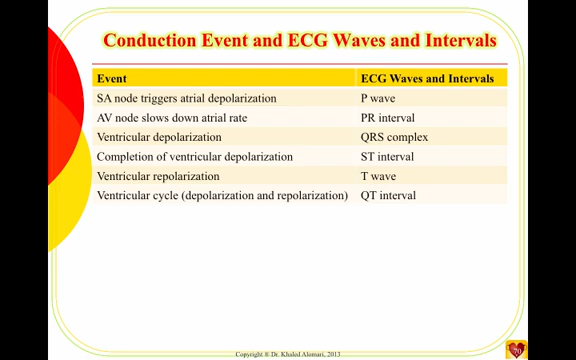 Conduction Event and ECG Waves and Intervals
Event ECG Waves and Intervals
SA node triggers atrial depolarization P wave
AV node slows down atrial rate PR interval
Ventricular depolarization QRS complex
Completion of ventricular depolarization ST interval
Ventricular repolarization T wave
Ventricular cycle (depolarization and repolarization) QT interval
Copyright ® Dr. Khaled Alomari, 2013